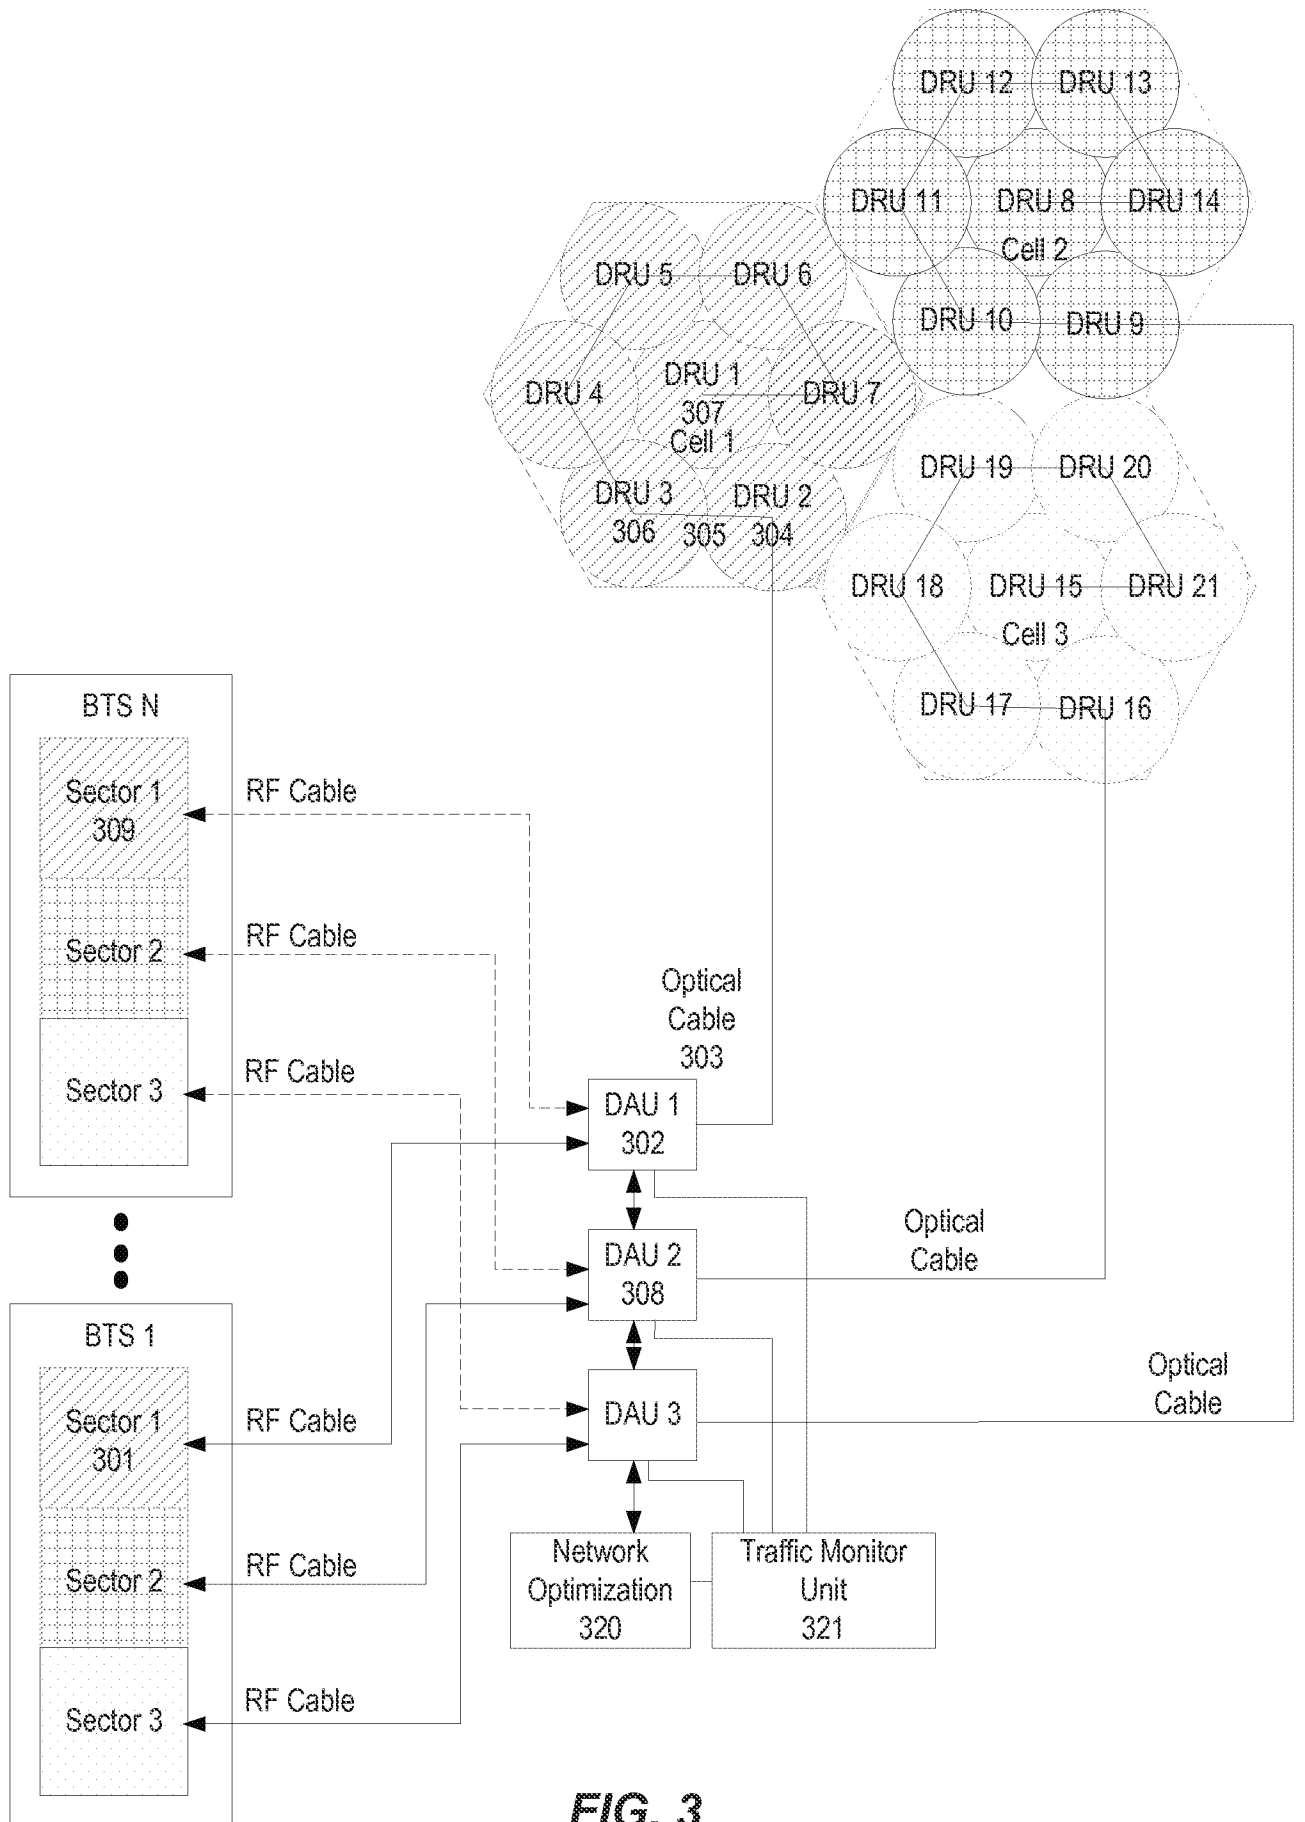 DRU 12
DRU 13
DRU 11
DRU 8
DRU 14
Cell 2
DRU 10
DRU 9
DRU 5
DRU 6
DRU 4
DRU 1
307
DRU 7
Cell 1
DRU 3
306
305
DRU 2
304
DRU 19
DRU 20
DRU 18
DRU 15
DRU 21
Cell 3
DRU 17
DRU 16
BTS N
Sector 1
309
RF Cable
Sector 2
RF Cable
Sector 3
RF Cable
Optical
Cable
303
DAU 1
302
DAU 2
308
Optical
Cable
DAU 3
Optical
Cable
BTS 1
Sector 1
301
RF Cable
Sector 2
RF Cable
Sector 3
RF Cable
Network
Optimization
320
Traffic Monitor
Unit
321
FIG. 3